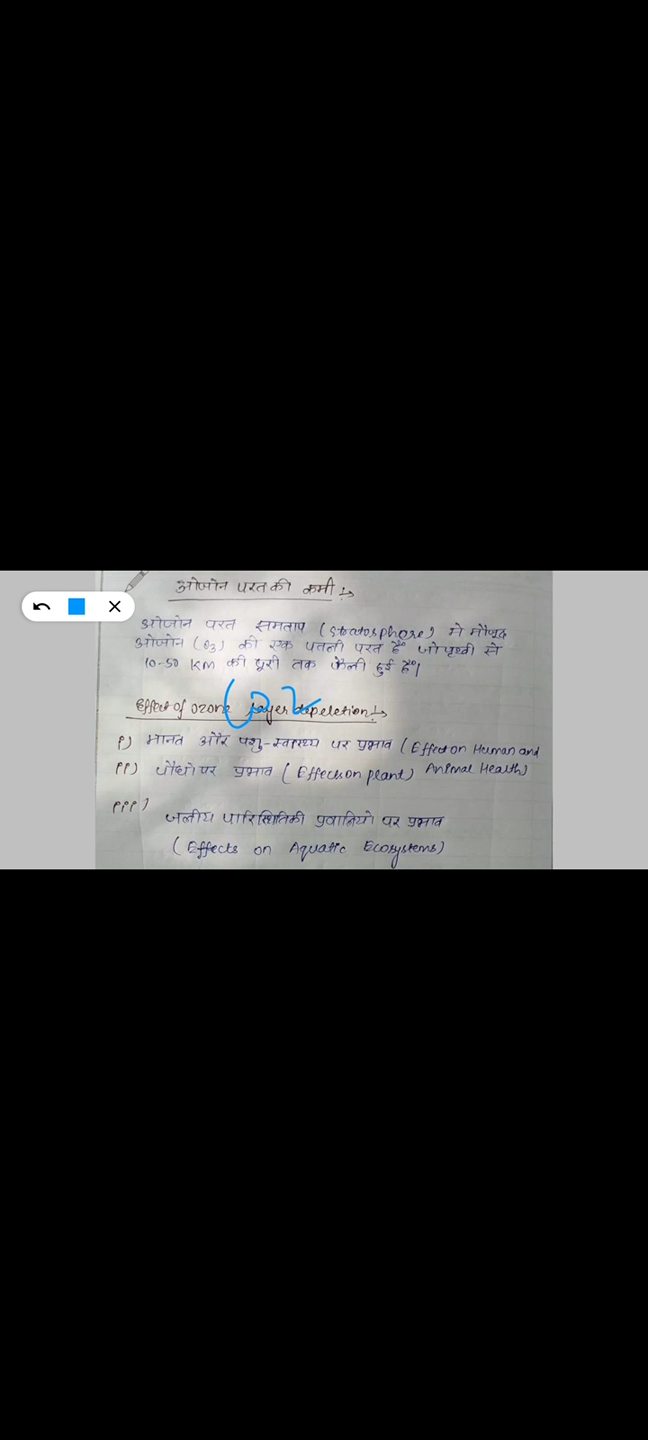 ओजोन परत की कमी :→
ओजोन परत समताप (Stratosphere) मे मौजूद
ओजोन (O3) की एक पतली परत है जो पृथ्वी से
10-50 KM की दूरी तक फैली हुई है।
Effect of ozone layer depeletion :→
i) मानव और पशु-स्वास्थ्य पर प्रभाव (Effect on Human and
Animal Health)
ii) पौधो पर प्रभाव (Effect on plant)
iii)
जलीय पारिस्थितिकी प्रणालियो पर प्रभाव
(Effects on Aquatic Ecosystems)